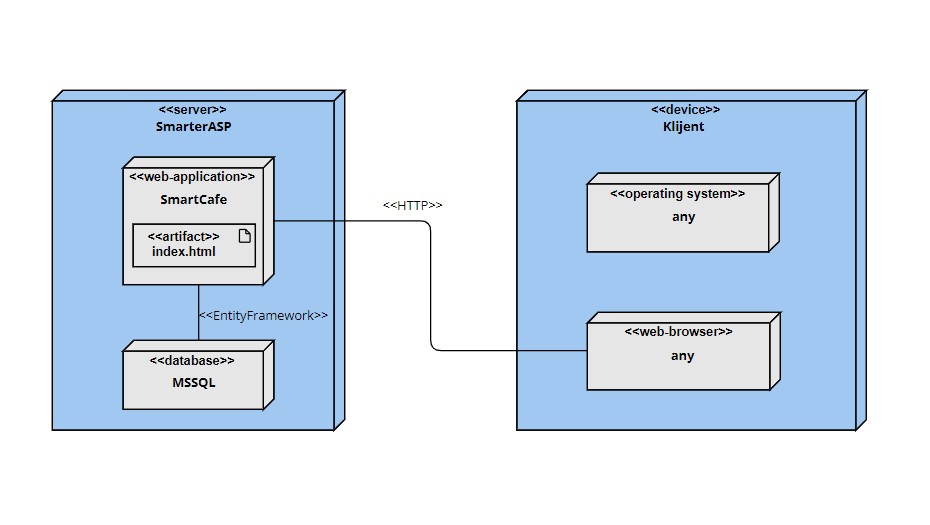 <<server>>
SmarterASP
<<web-application>>
SmartCafe
<<artifact>>
index.html
<<EntityFramework>>
<<database>>
MSSQL
<<HTTP>>
<<device>>
Klijent
<<operating system>>
any
<<web-browser>>
any